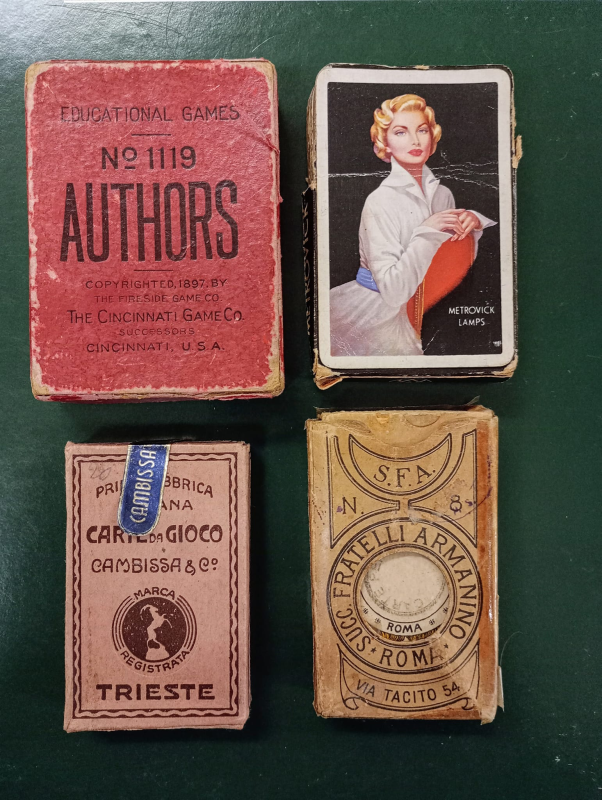 EDUCATIONAL GAMES
No 1119
AUTHORS
COPYRIGHTED, 1897, BY
THE FIRESIDE GAME CO.
THE CINCINNATI GAME CO.
SUCCESSORS
CINCINNATI, U.S.A.
METROVICK
LAMPS
CAMBISSA
CARTE DA GIOCO
CAMBISSA & Co.
MARCA
REGISTRATA
TRIESTE
S.F.A.
N. 8
SUCC. FRATELLI ARMANINO
ROMA
ROMA
VIA TACITO 54